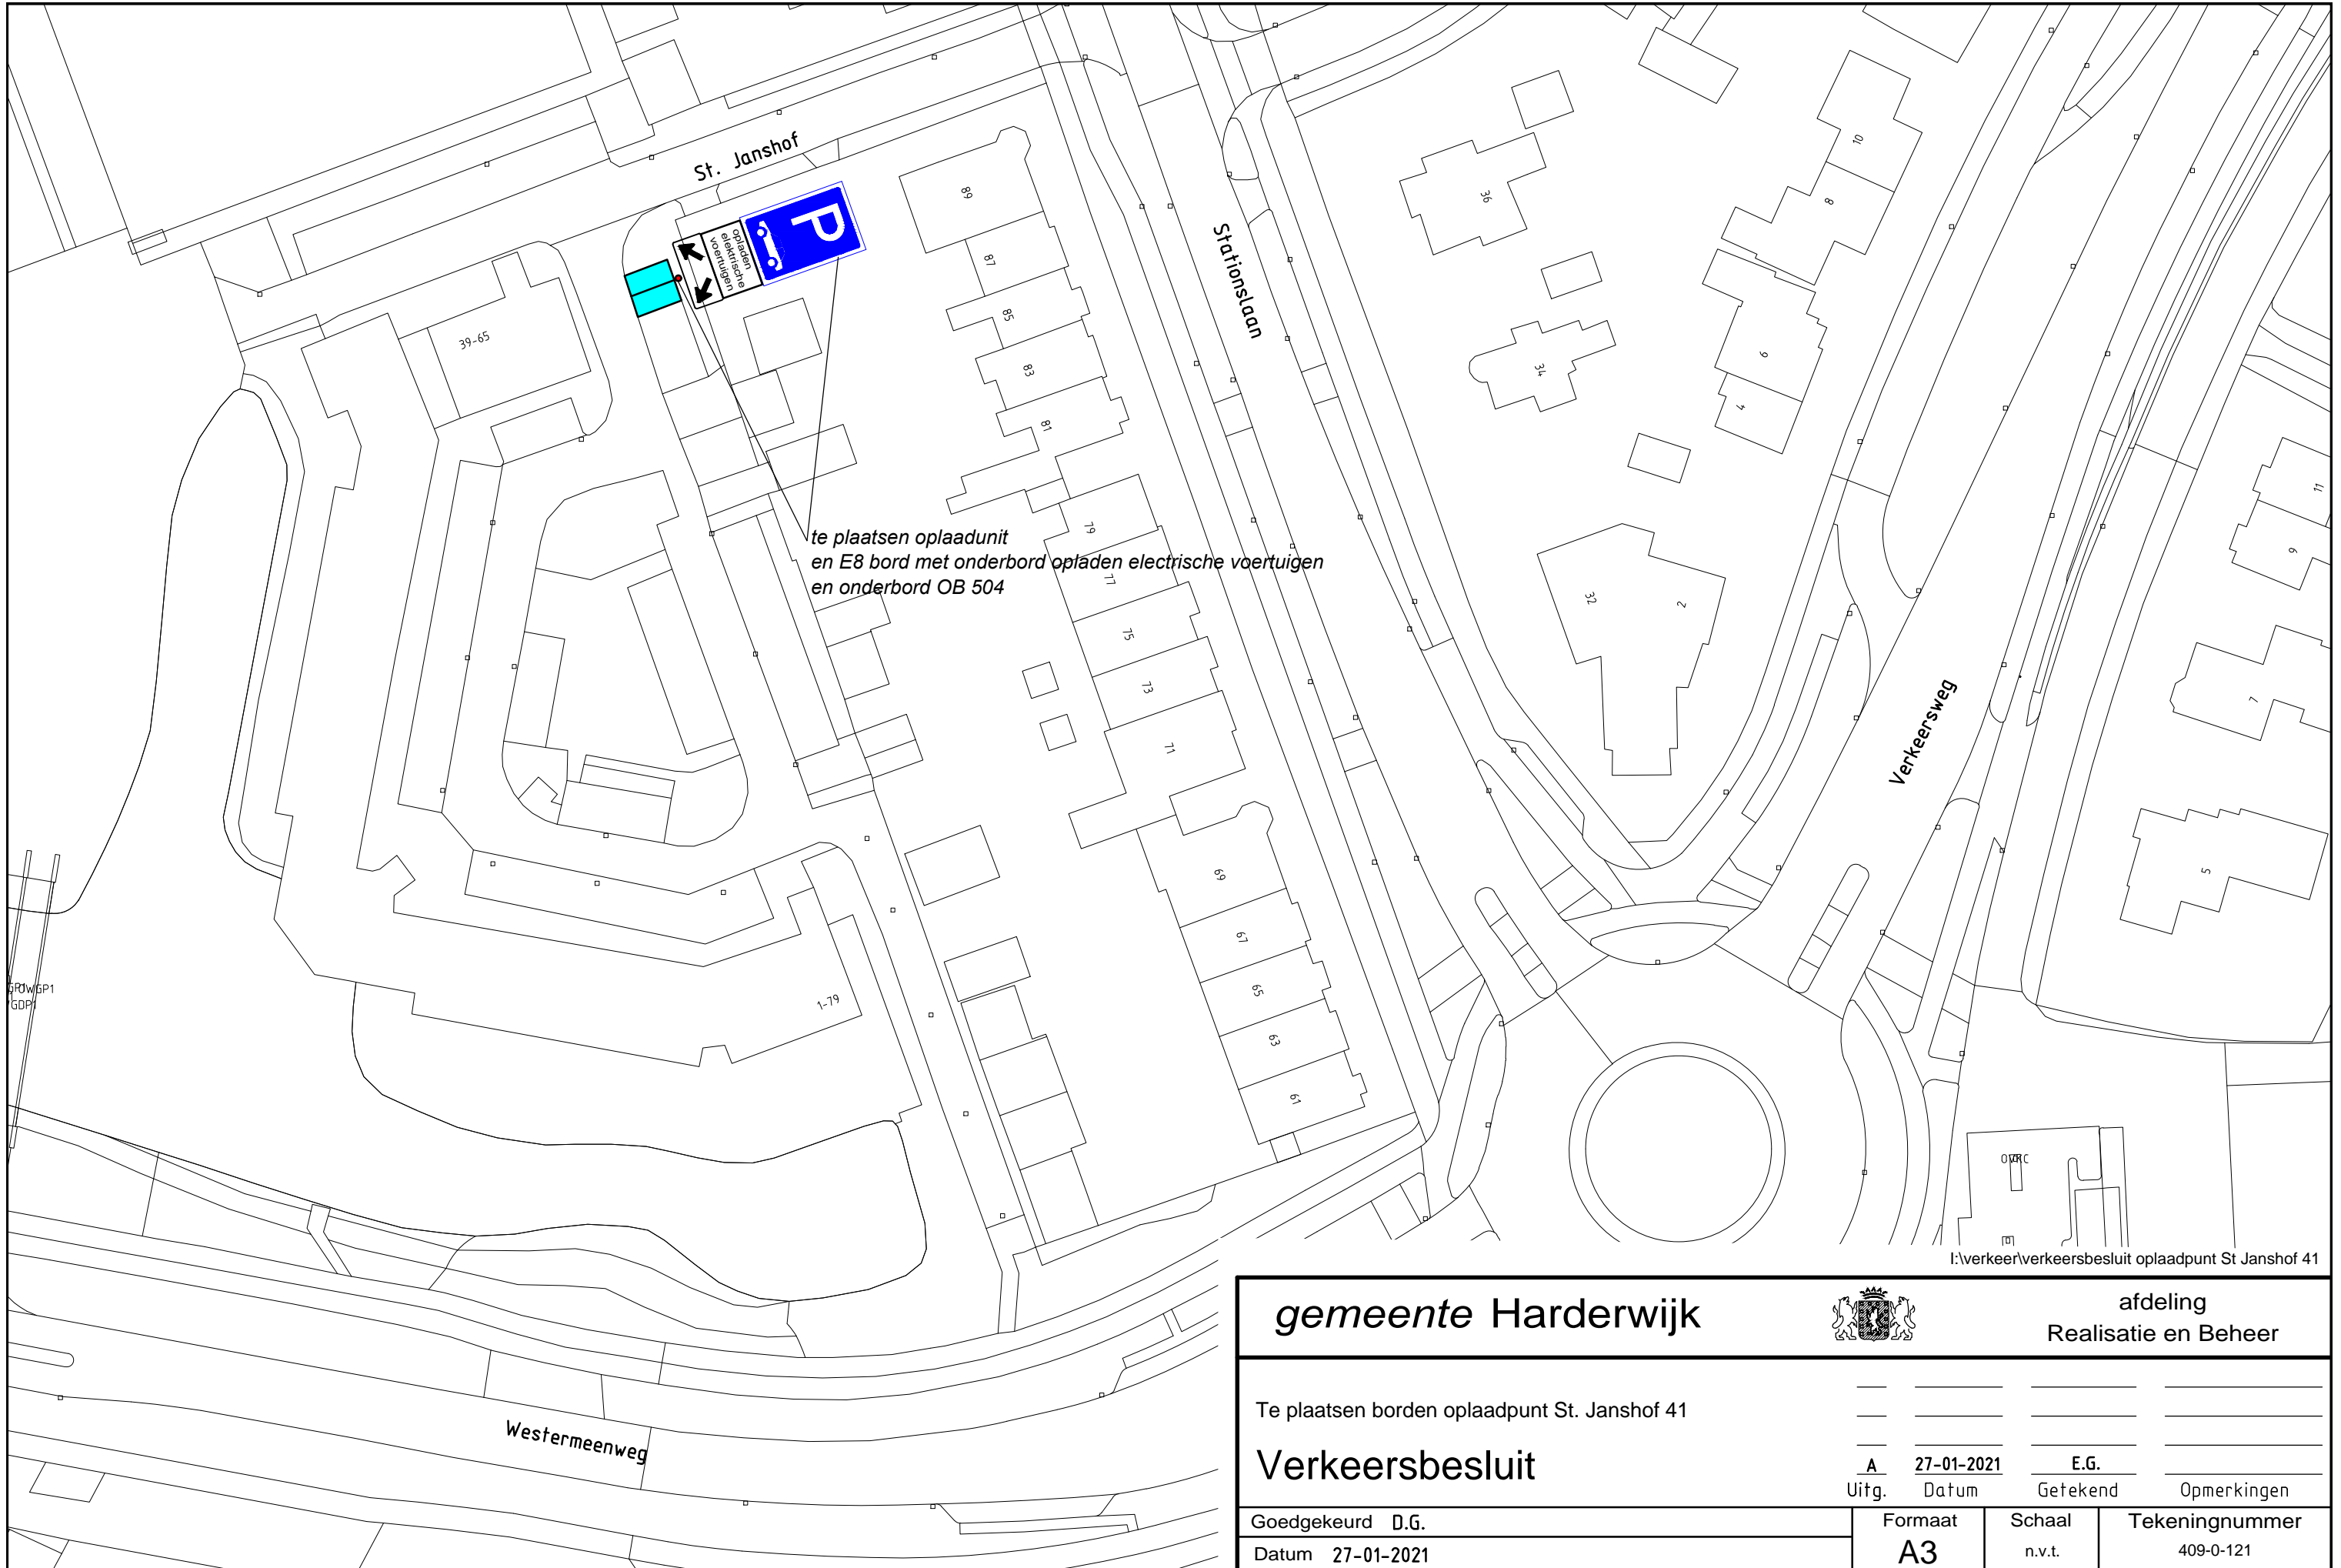 St. Janshof
P
opladen
elektrische
voertuigen
39-65
89
87
85
83
81
79
77
75
73
71
69
67
65
63
61
Stationslaan
36
34
32
2
10
8
6
4
11
9
7
5
Verkeersweg
te plaatsen oplaadunit
en E8 bord met onderbord opladen electrische voertuigen
en onderbord OB 504
1-79
GDP1
Westermeenweg
I:\verkeer\verkeersbesluit oplaadpunt St Janshof 41
gemeente Harderwijk
afdeling
Realisatie en Beheer
Te plaatsen borden oplaadpunt St. Janshof 41
Verkeersbesluit
A 27-01-2021 E.G.
Uitg. Datum Getekend Opmerkingen
Goedgekeurd D.G.
Datum 27-01-2021
Formaat
A3
Schaal
n.v.t.
Tekeningnummer
409-0-121